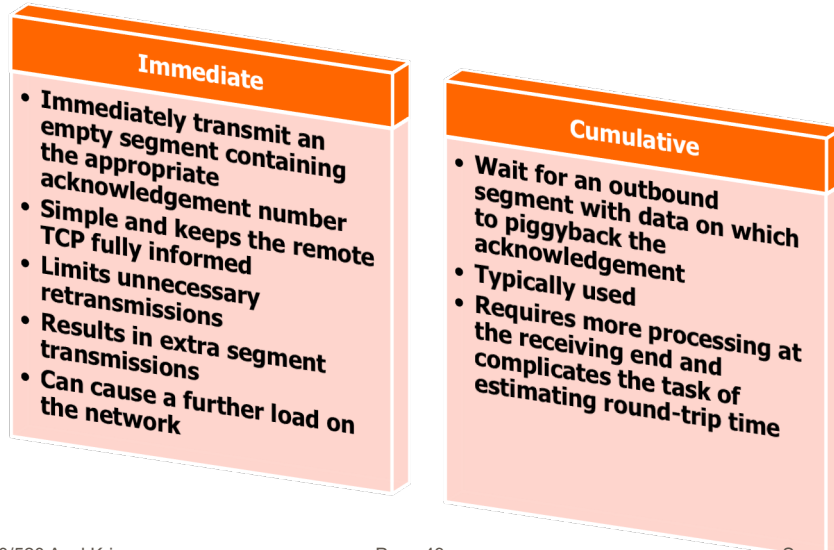 Immediate
• Immediately transmit an
empty segment containing
the appropriate
acknowledgement number
• Simple and keeps the remote
TCP fully informed
• Limits unnecessary
retransmissions
• Results in extra segment
transmissions
• Can cause a further load on
the network
Cumulative
• Wait for an outbound
segment with data on which
to piggyback the
acknowledgement
• Typically used
• Requires more processing at
the receiving end and
complicates the task of
estimating round-trip time